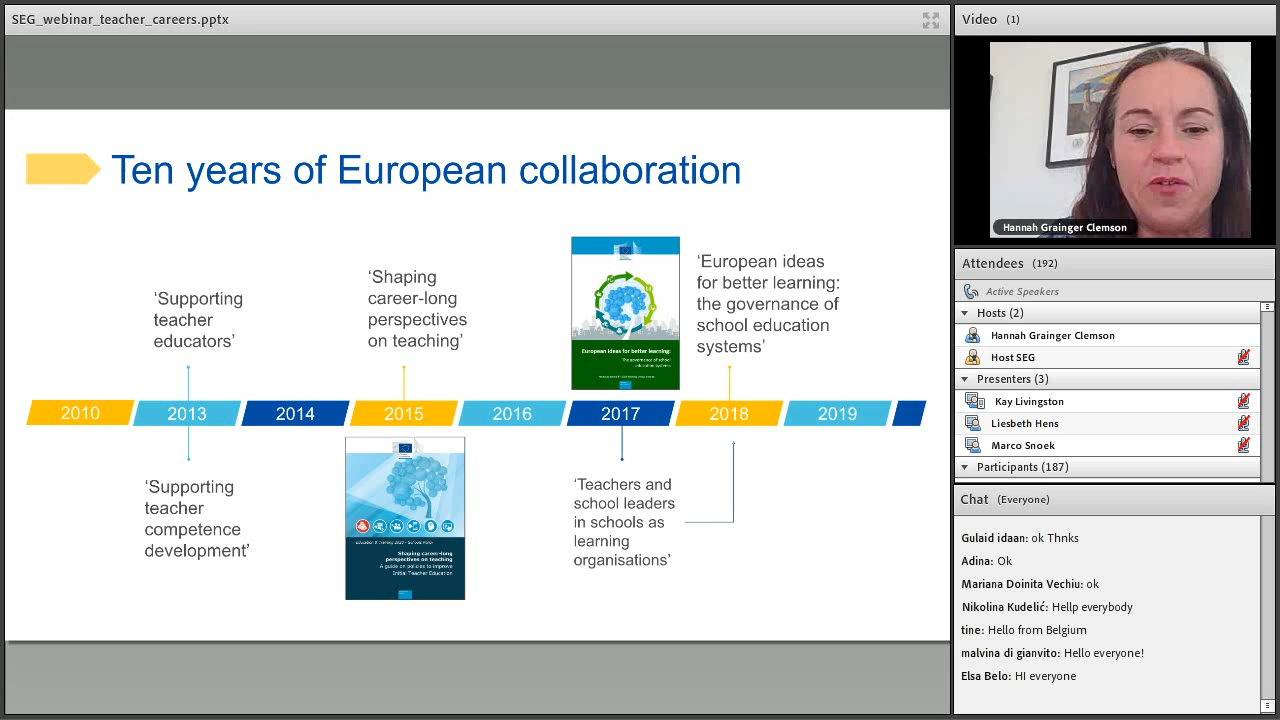 SEG_webinar_teacher_careers.pptx
Ten years of European collaboration
‘Supporting
teacher
educators’
‘Shaping
career-long
perspectives
on teaching’
European ideas for better learning:
The governance of school
education systems
‘European ideas
for better learning:
the governance of
school education
systems’
2010
2013
2014
2015
2016
2017
2018
2019
‘Supporting
teacher
competence
development’
Shaping career-long
perspectives on teaching
A guide on policies to improve
Initial Teacher Education
‘Teachers and
school leaders
in schools as
learning
organisations’
Video (1)
Hannah Grainger Clemson
Attendees (192)
Active Speakers
Hosts (2)
Hannah Grainger Clemson
Host SEG
Presenters (3)
Kay Livingston
Liesbeth Hens
Marco Snoek
Participants (187)
Chat (Everyone)
Gulaid idaan: ok Thnks
Adina: Ok
Mariana Doinita Vechiu: ok
Nikolina Kudelić: Hellp everybody
tine: Hello from Belgium
malvina di gianvito: Hello everyone!
Elsa Belo: HI everyone